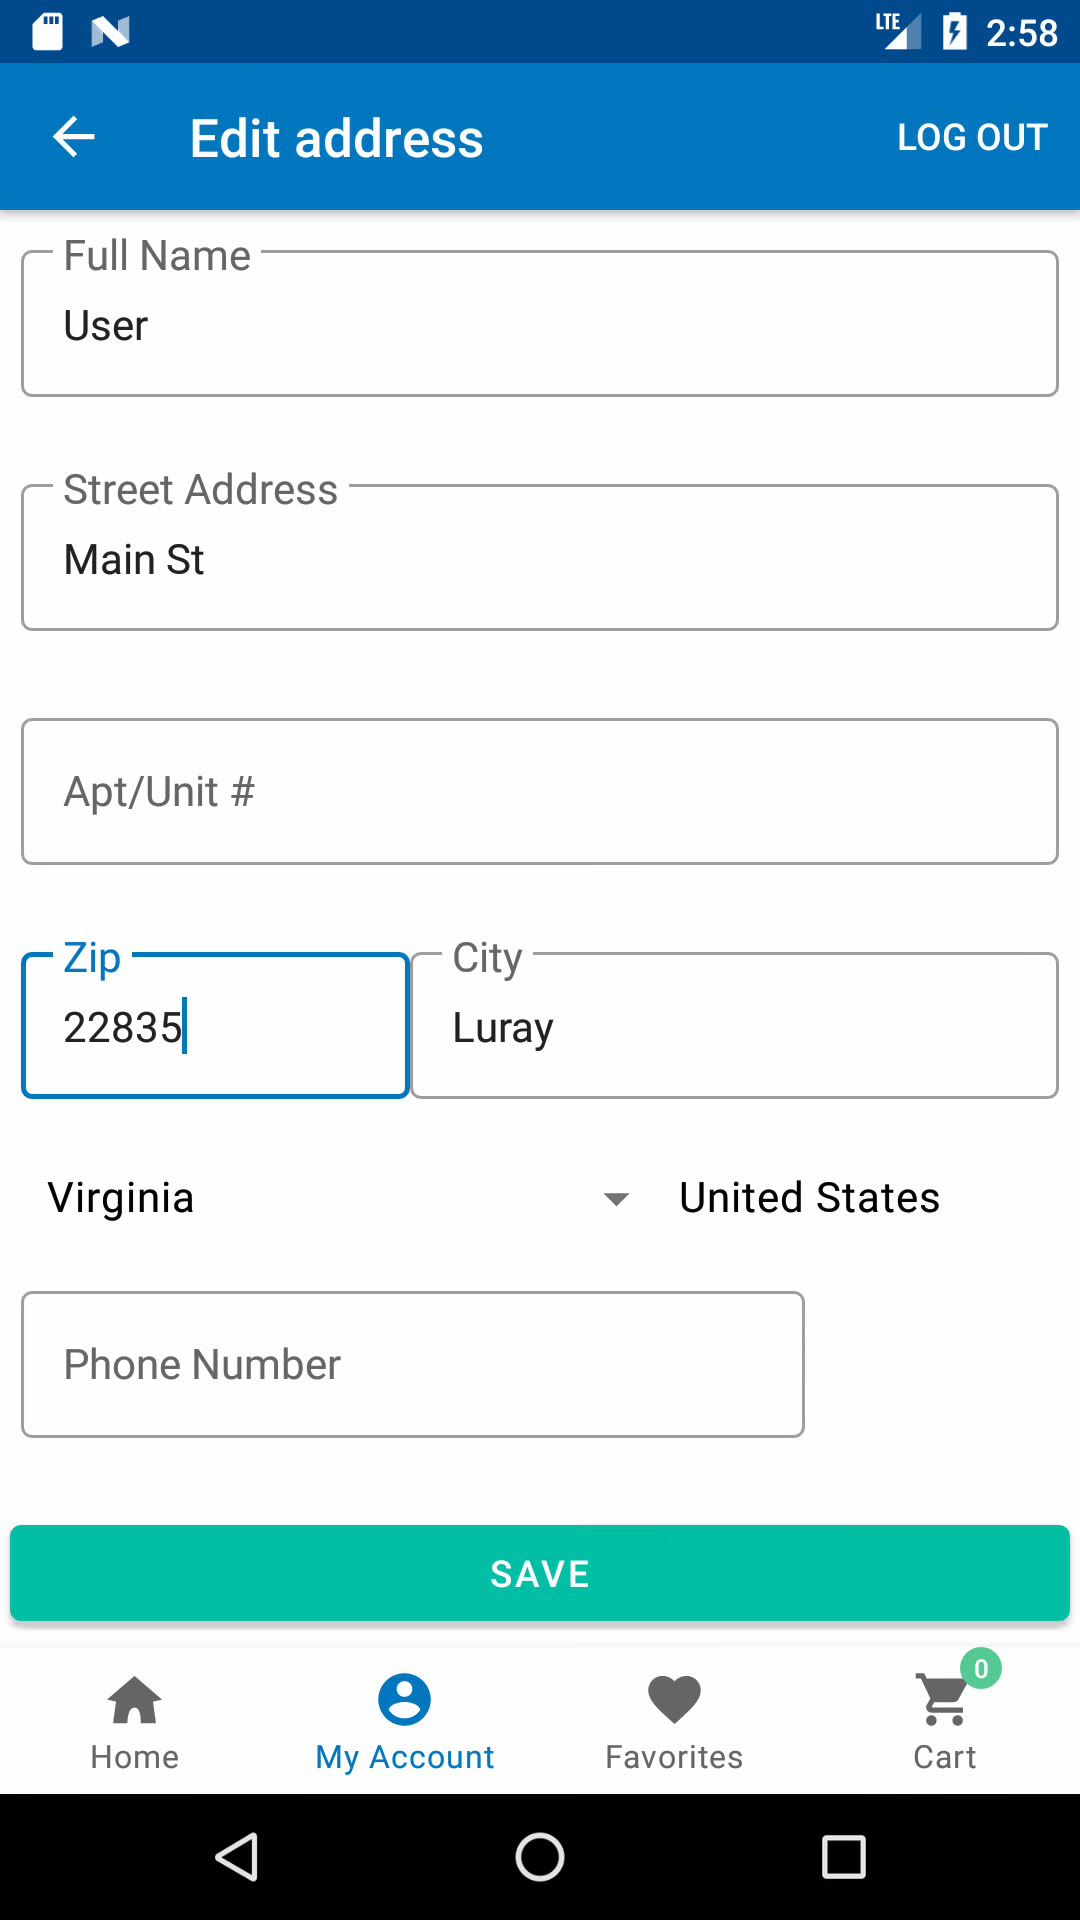 LTE 2:58
Edit address LOG OUT
Full Name
User
Street Address
Main St
Apt/Unit #
Zip City
22835 Luray
Virginia United States
Phone Number
SAVE
0
Home My Account Favorites Cart